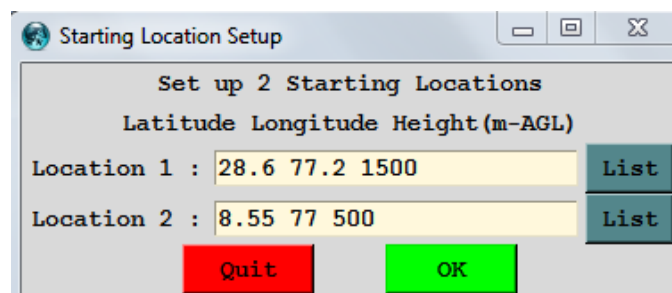 Starting Location Setup
Set up 2 Starting Locations
Latitude Longitude Height(m-AGL)
Location 1 : 28.6 77.2 1500 List
Location 2 : 8.55 77 500 List
Quit OK